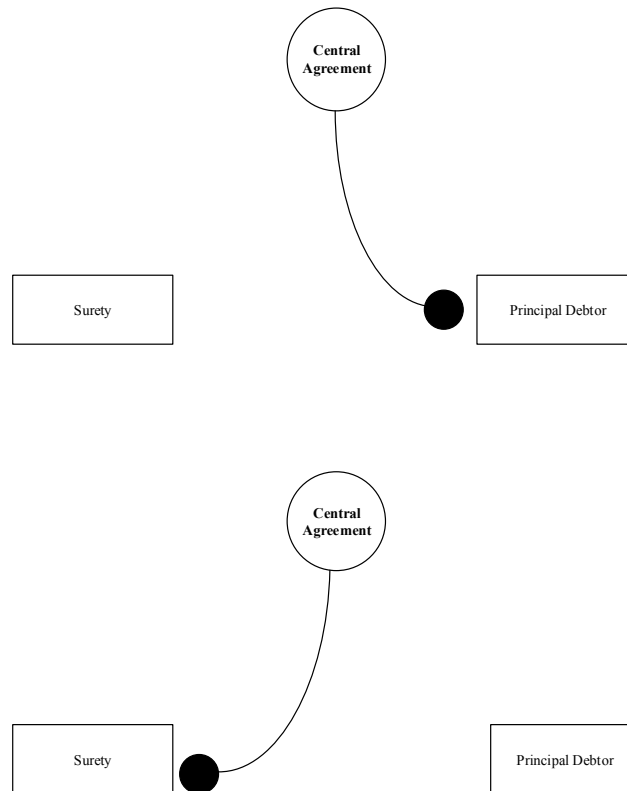 Central
Agreement
Surety
Principal Debtor
Central
Agreement
Surety
Principal Debtor